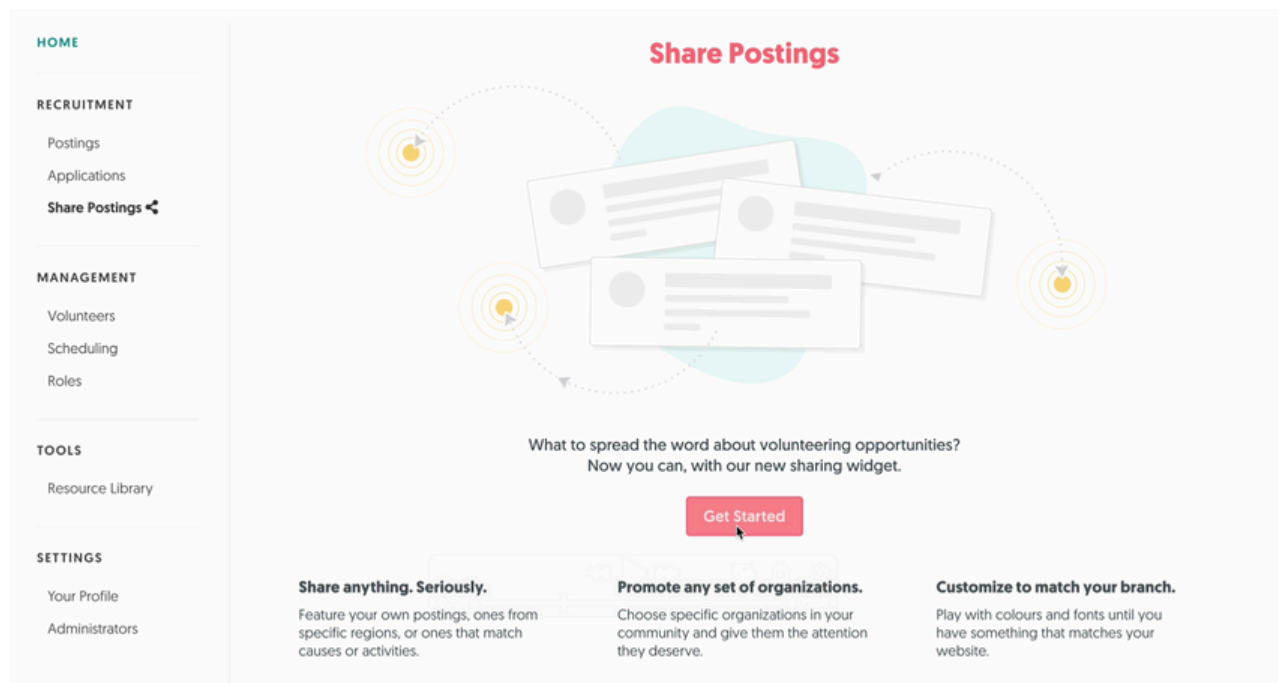 HOME
RECRUITMENT
Postings
Applications
Share Postings
MANAGEMENT
Volunteers
Scheduling
Roles
TOOLS
Resource Library
SETTINGS
Your Profile
Administrators
Share Postings
What to spread the word about volunteering opportunities?
Now you can, with our new sharing widget.
Get Started
Share anything. Seriously.
Feature your own postings, ones from
specific regions, or ones that match
causes or activities.
Promote any set of organizations.
Choose specific organizations in your
community and give them the attention
they deserve.
Customize to match your branch.
Play with colours and fonts until you
have something that matches your
website.